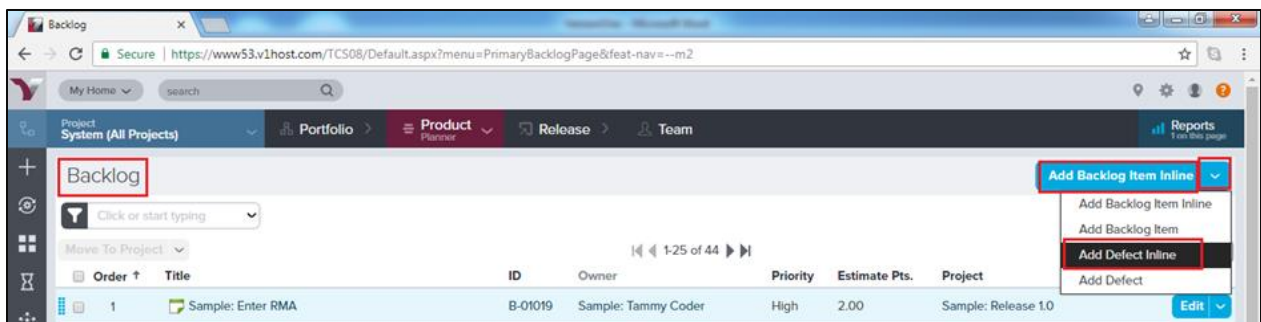 Backlog
Secure | https://www53.v1host.com/TCS08/Default.aspx?menu=PrimaryBacklogPage&feat-nav=--m2
My Home search
Project
System (All Projects) Portfolio Product Release Team Reports
Planner 1 on this page
Backlog Add Backlog Item Inline
Click or start typing Add Backlog Item Inline
Add Backlog Item
Move To Project 1-25 of 44 Add Defect Inline
Order ↑ Title ID Owner Priority Estimate Pts. Project Add Defect
1 Sample: Enter RMA B-01019 Sample: Tammy Coder High 2.00 Sample: Release 1.0 Edit